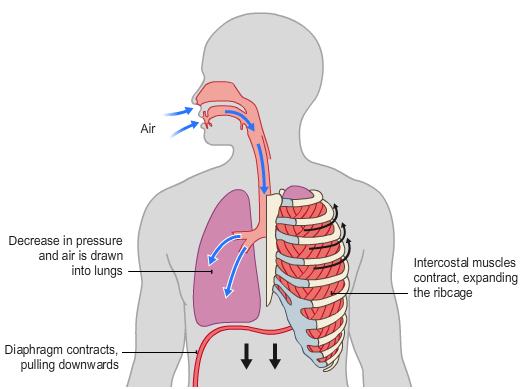 Air
Decrease in pressure
and air is drawn
into lungs
Intercostal muscles
contract, expanding
the ribcage
Diaphragm contracts,
pulling downwards